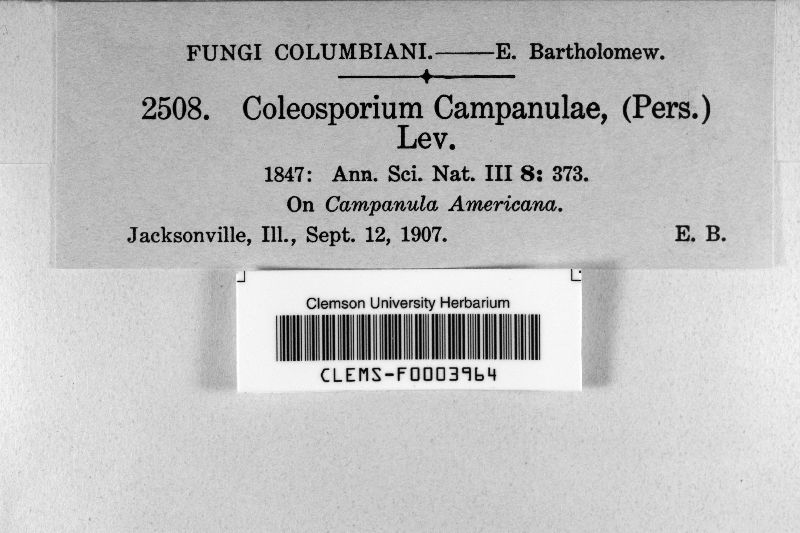 FUNGI COLUMBIANI.——E. Bartholomew.
2508. Coleosporium Campanulae, (Pers.)
Lev.
1847: Ann. Sci. Nat. III 8: 373.
On Campanula Americana.
Jacksonville, Ill., Sept. 12, 1907. E. B.
Clemson University Herbarium
CLEMS-F0003964